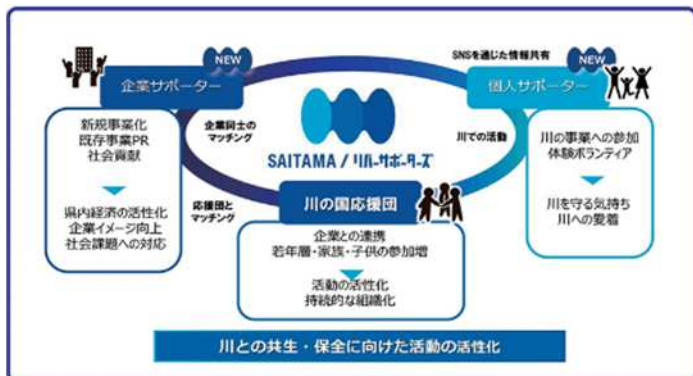 NEW
企業サポーター
新規事業化
既存事業PR
社会貢献
県内経済の活性化
企業イメージ向上
社会課題への対応
企業同士の
マッチング
応援団と
マッチング
SAITAMA / リバーサポーターズ
SNSを通じた情報共有
NEW
個人サポーター
川での活動
川の事業への参加
体験ボランティア
川を守る気持ち
川への愛着
川の国応援団
企業との連携
若年層・家族・子供の参加増
活動の活性化
持続的な組織化
川との共生・保全に向けた活動の活性化